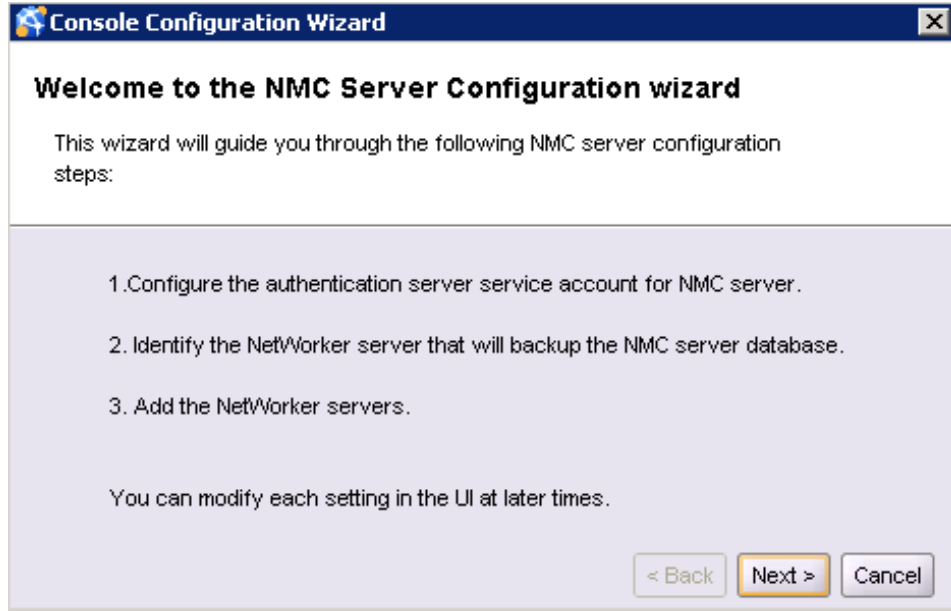 Console Configuration Wizard
Welcome to the NMC Server Configuration wizard
This wizard will guide you through the following NMC server configuration
steps:
1.Configure the authentication server service account for NMC server.
2. Identify the NetWorker server that will backup the NMC server database.
3. Add the NetWorker servers.
You can modify each setting in the UI at later times.
< Back Next > Cancel